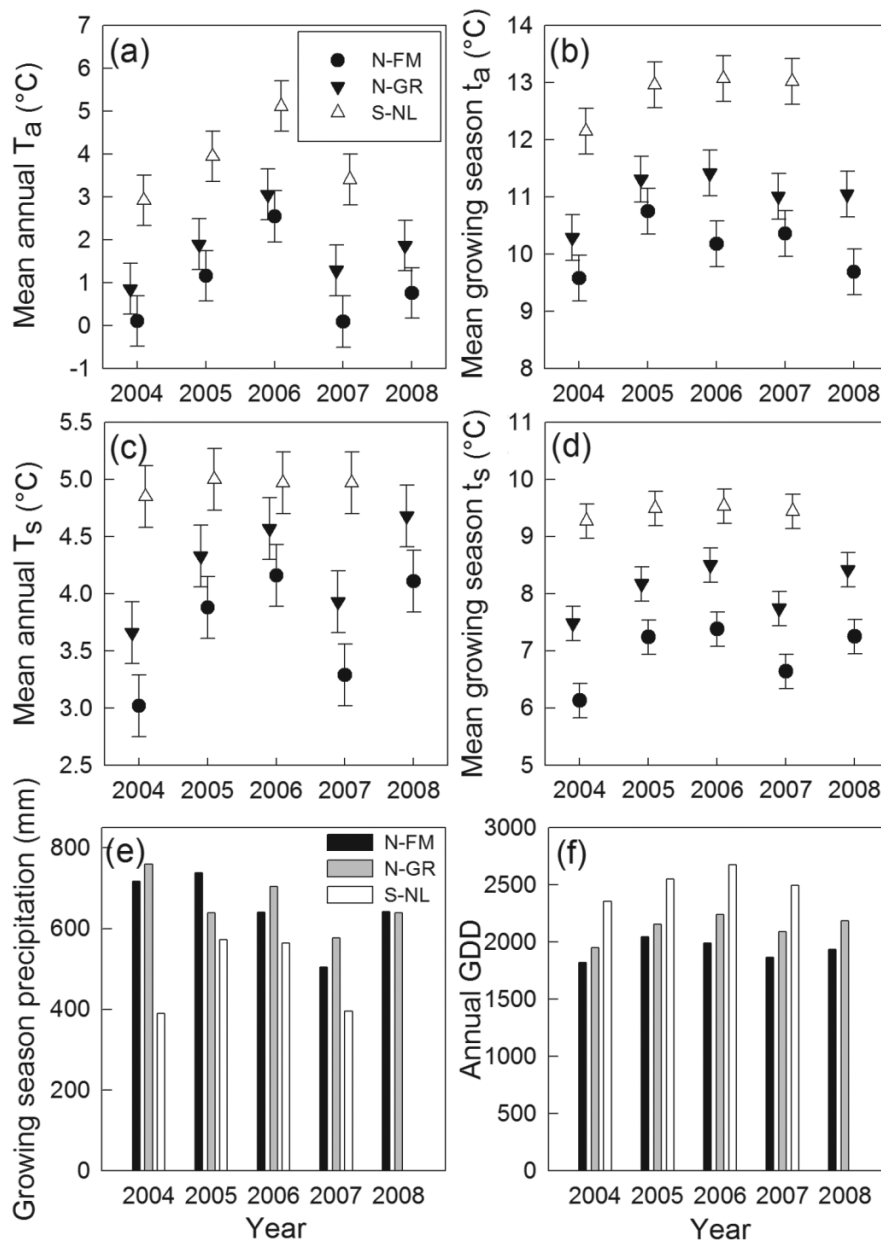 (a)
Mean annual Tₐ (°C)
7
6
5
4
3
2
1
0
-1
N-FM
N-GR
S-NL
2004 2005 2006 2007 2008
(b)
Mean growing season tₐ (°C)
14
13
12
11
10
9
8
2004 2005 2006 2007 2008
(c)
Mean annual Tₛ (°C)
5.5
5.0
4.5
4.0
3.5
3.0
2.5
2004 2005 2006 2007 2008
(d)
Mean growing season tₛ (°C)
11
10
9
8
7
6
5
2004 2005 2006 2007 2008
(e)
Growing season precipitation (mm)
800
600
400
200
0
N-FM
N-GR
S-NL
2004 2005 2006 2007 2008
Year
(f)
Annual GDD
3000
2500
2000
1500
1000
500
0
2004 2005 2006 2007 2008
Year